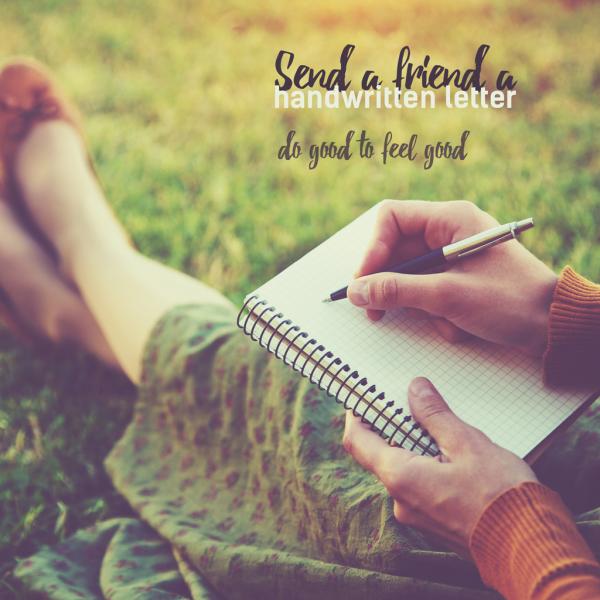 Send a friend a
handwritten letter
do good to feel good